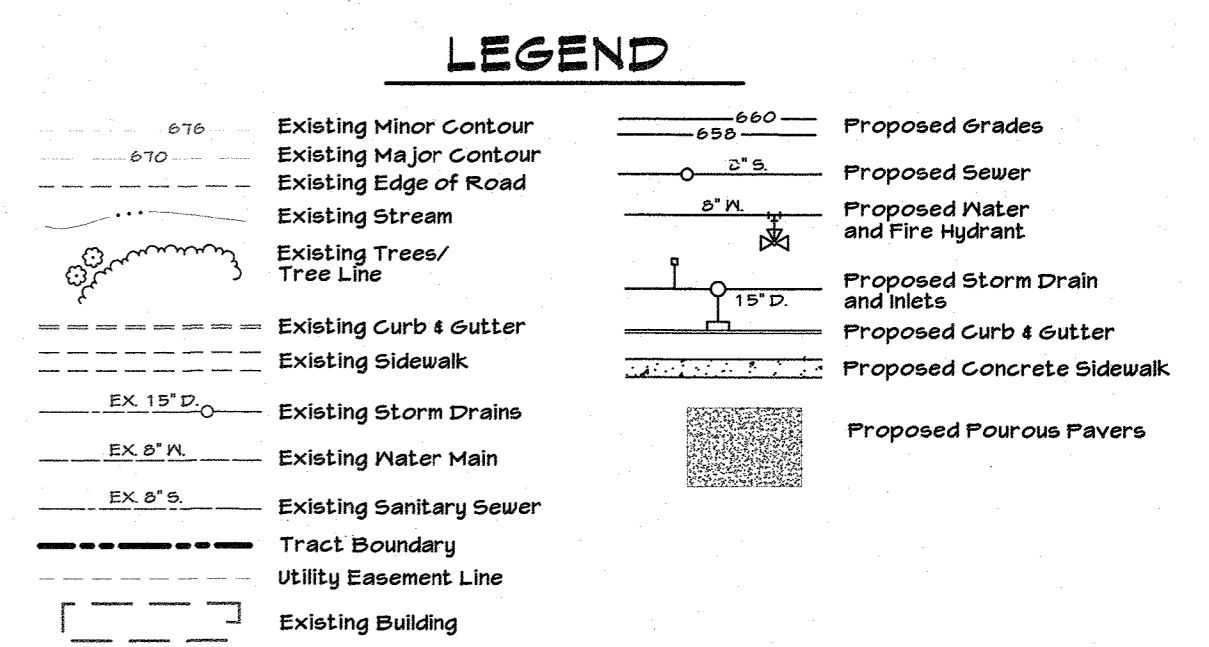 LEGEND
676
Existing Minor Contour
670
Existing Major Contour
Existing Edge of Road
Existing Stream
Existing Trees/
Tree Line
Existing Curb & Gutter
Existing Sidewalk
EX. 15" D.
Existing Storm Drains
EX. 8" W.
Existing Water Main
EX. 8" S.
Existing Sanitary Sewer
Tract Boundary
Utility Easement Line
Existing Building
660
658
Proposed Grades
S.
Proposed Sewer
8" W.
Proposed Water
and Fire Hydrant
Proposed Storm Drain
15" D.
and Inlets
Proposed Curb & Gutter
Proposed Concrete Sidewalk
Proposed Pourous Pavers